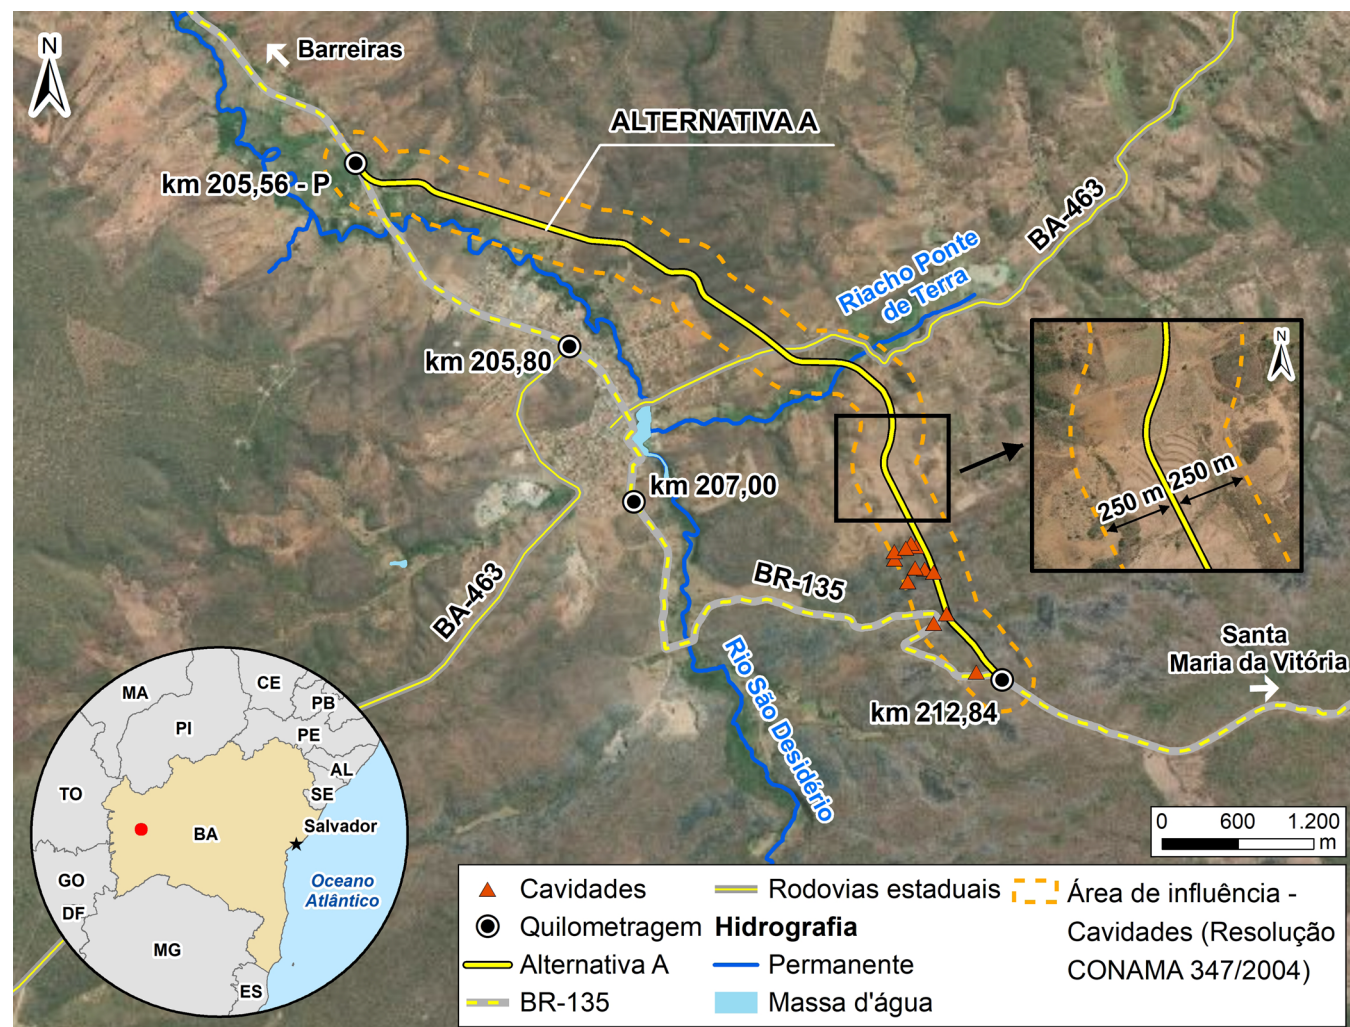 N
Barreiras
ALTERNATIVA A
km 205,56 - P
BA-463
Riacho Ponte
de Terra
km 205,80
N
250 m
250 m
km 207,00
BR-135
BA-463
Rio São Desidério
Santa
Maria da Vitória
km 212,84
MA
CE
PB
PI
PE
AL
SE
TO
BA
Salvador
GO
Oceano
Atlântico
DF
MG
ES
0 600 1.200
m
Cavidades
Quilometragem
Alternativa A
BR-135
Rodovias estaduais
Hidrografia
Permanente
Massa d'água
Área de influência -
Cavidades (Resolução
CONAMA 347/2004)